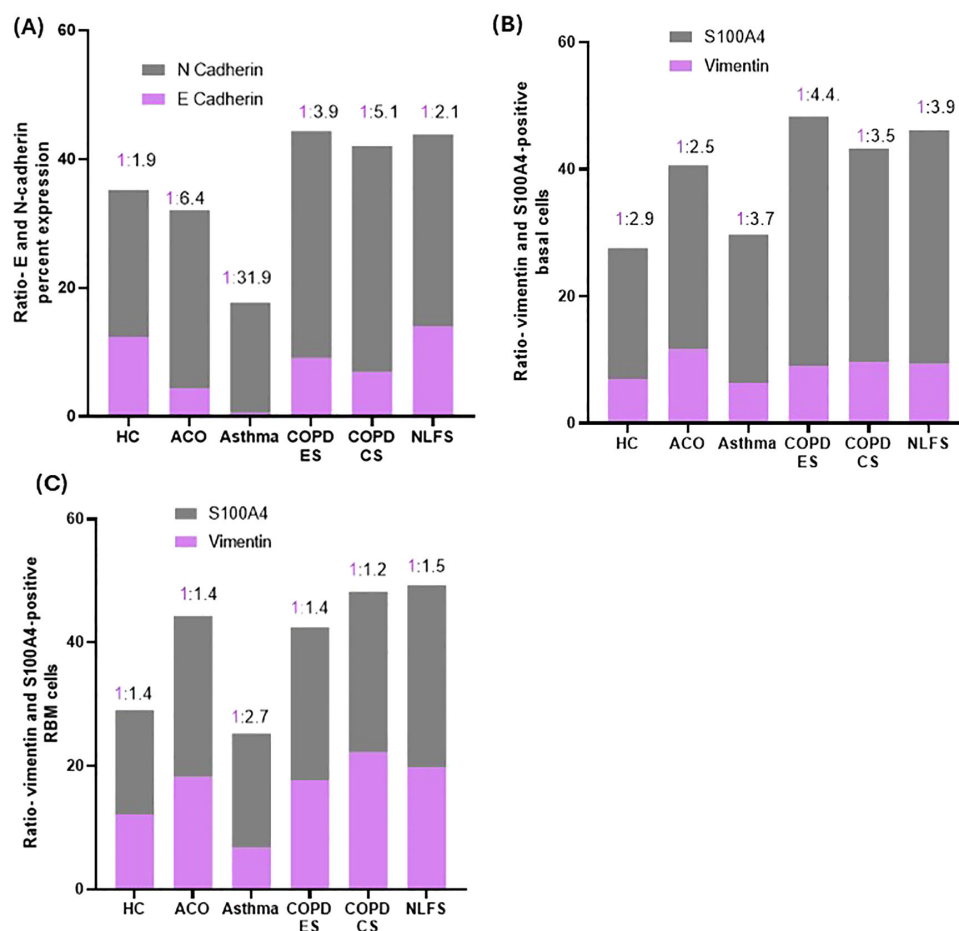 (A)
60
40
20
0
Ratio- E and N-cadherin
percent expression
N Cadherin
E Cadherin
1:1.9
1:6.4
1:31.9
1:3.9
1:5.1
1:2.1
HC
ACO
Asthma
COPD
ES
COPD
CS
NLFS
(B)
60
40
20
0
Ratio- vimentin and S100A4-positive
basal cells
S100A4
Vimentin
1:2.9
1:2.5
1:3.7
1:4.4.
1:3.5
1:3.9
HC
ACO
Asthma
COPD
ES
COPD
CS
NLFS
(C)
60
40
20
0
Ratio- vimentin and S100A4-positive
RBM cells
S100A4
Vimentin
1:1.4
1:1.4
1:2.7
1:1.4
1:1.2
1:1.5
HC
ACO
Asthma
COPD
ES
COPD
CS
NLFS